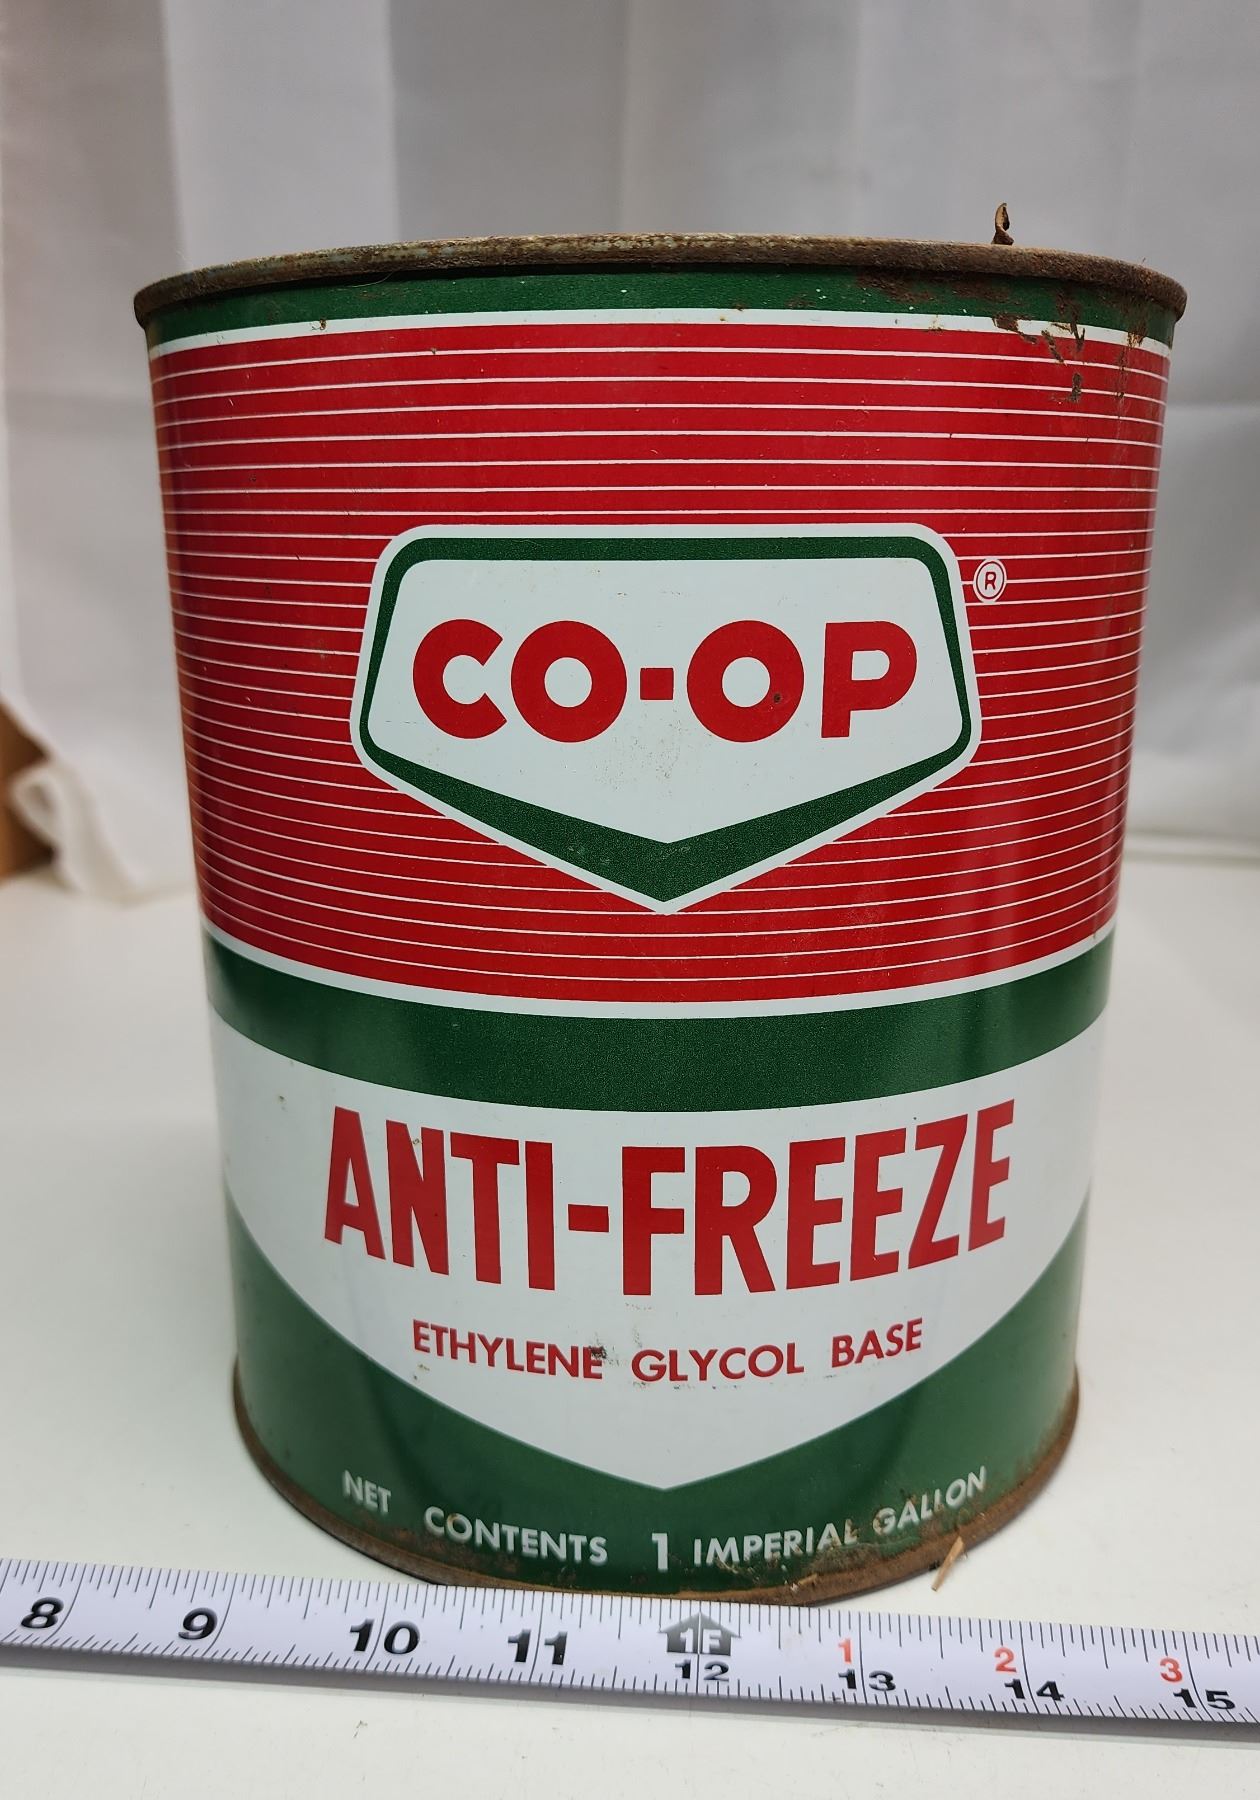 CO-OP ®
ANTI-FREEZE
ETHYLENE GLYCOL BASE
NET CONTENTS 1 IMPERIAL GALLON
1F 1 2 3
8 9 10 11 12 13 14 15